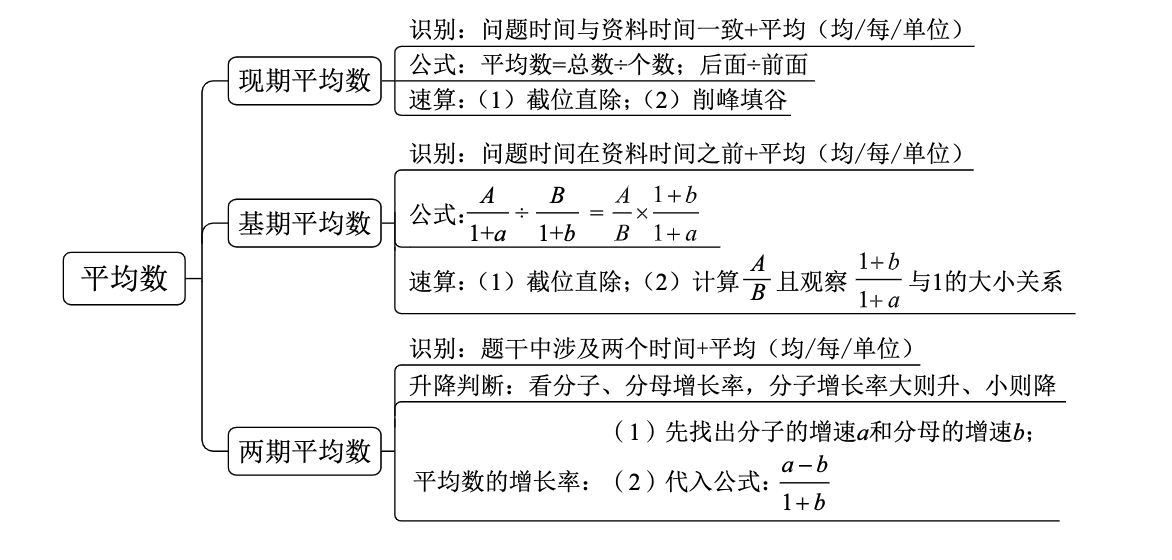 平均数
现期平均数
识别：问题时间与资料时间一致+平均（均/每/单位）
公式：平均数=总数÷个数；后面÷前面
速算：（1）截位直除；（2）削峰填谷
基期平均数
识别：问题时间在资料时间之前+平均（均/每/单位）
公式：A/(1+a) ÷ B/(1+b) = A/B × (1+b)/(1+a)
速算：（1）截位直除；（2）计算A/B且观察(1+b)/(1+a)与1的大小关系
两期平均数
识别：题干中涉及两个时间+平均（均/每/单位）
升降判断：看分子、分母增长率，分子增长率大则升、小则降
平均数的增长率：
（1）先找出分子的增速a和分母的增速b；
（2）代入公式：(a−b)/(1+b)